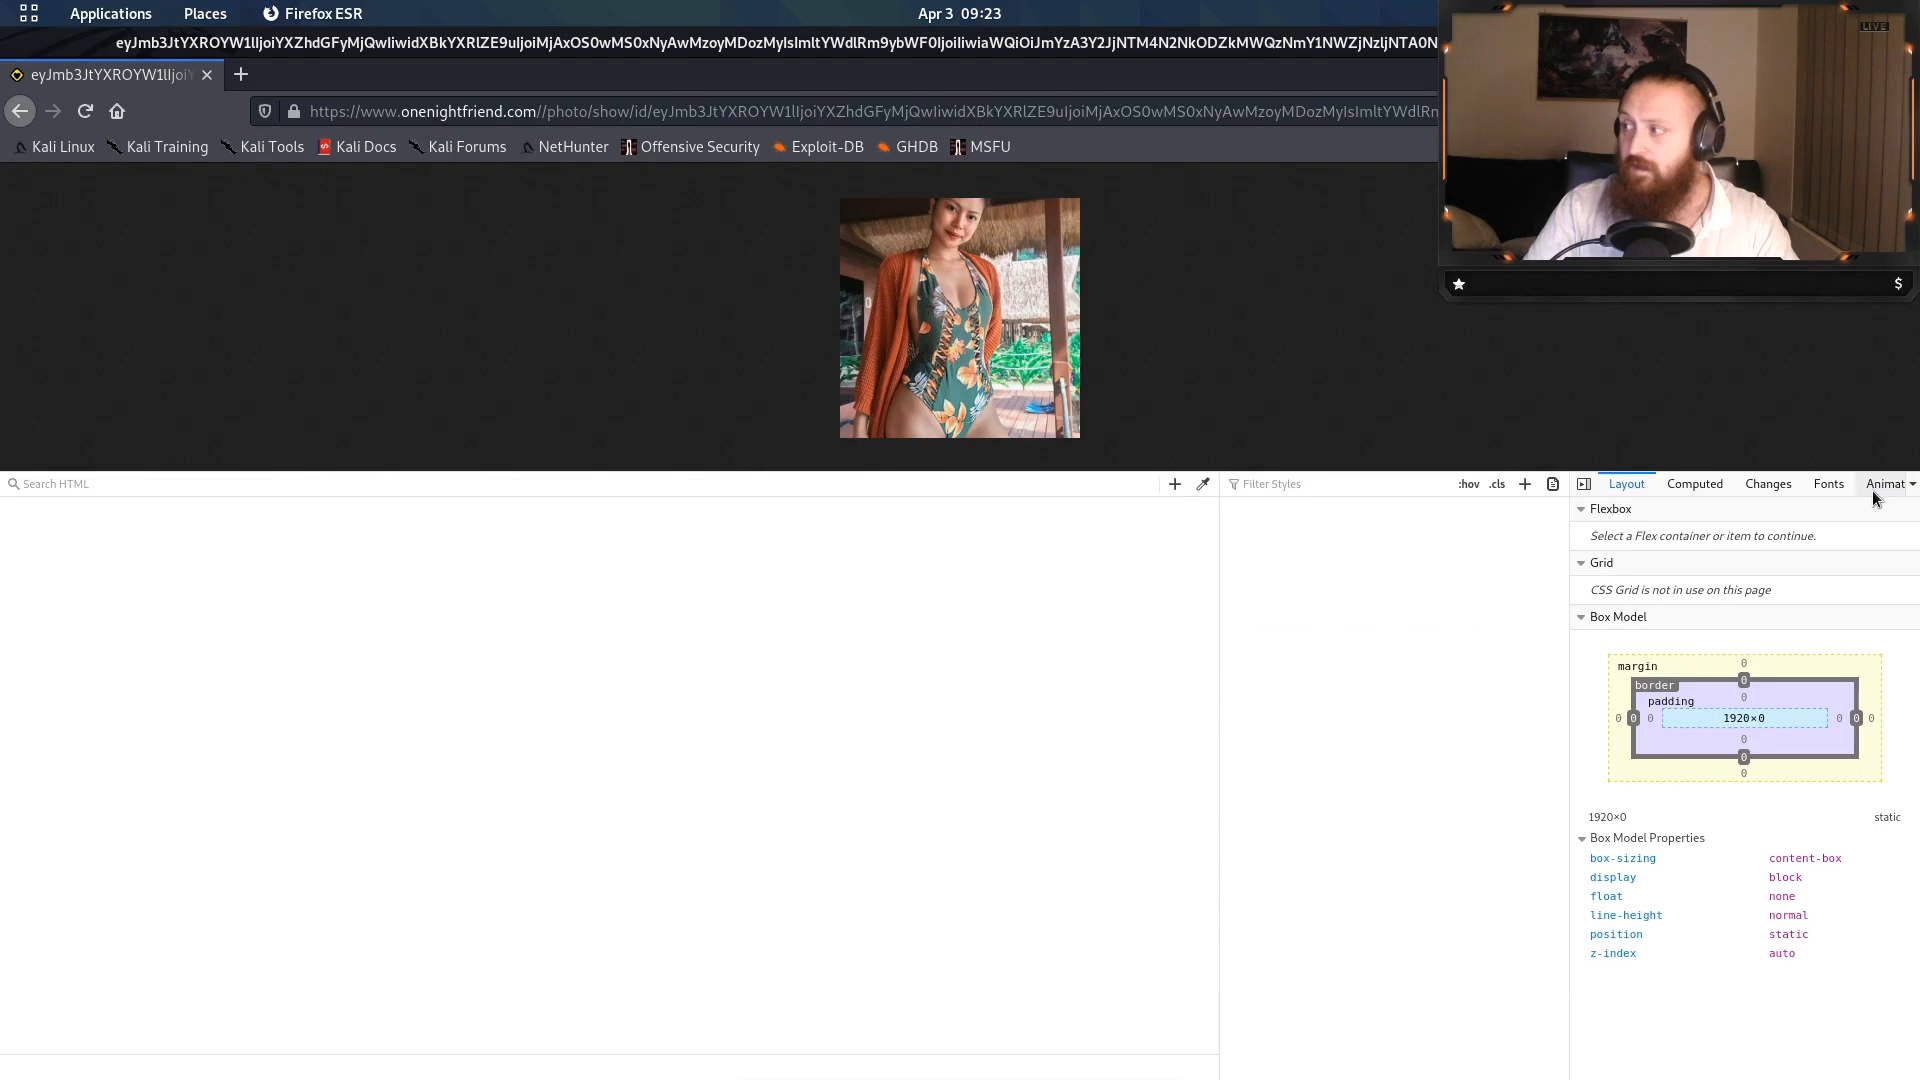 Applications Places Firefox ESR Apr 3 09:23
eyJmb3JtYXROYW1lIjoiYXZhdGFyMjQwIiwidXBkYXRlZE9uIjoiMjAxOS0wMS0xNyAwMzoyMDozMyIsImltYWdlRm9ybWF0IjoiIiwiaWQiOiJmYzA3Y2JjNTM4N2NkODZkMWQzNmY1NWZjNzljNTA0N
eyJmb3JtYXROYW1lIjoiY
https://www.onenightfriend.com//photo/show/id/eyJmb3JtYXROYW1lIjoiYXZhdGFyMjQwIiwidXBkYXRlZE9uIjoiMjAxOS0wMS0xNyAwMzoyMDozMyIsImltYWdlRm
Kali Linux Kali Training Kali Tools Kali Docs Kali Forums NetHunter Offensive Security Exploit-DB GHDB MSFU
LIVE
$
Search HTML Filter Styles :hov .cls Layout Computed Changes Fonts Animat
Flexbox
Select a Flex container or item to continue.
Grid
CSS Grid is not in use on this page
Box Model
margin 0
border 0
padding 0
0 0 0 1920×0 0 0 0
0
0
0
1920×0 static
Box Model Properties
box-sizing content-box
display block
float none
line-height normal
position static
z-index auto